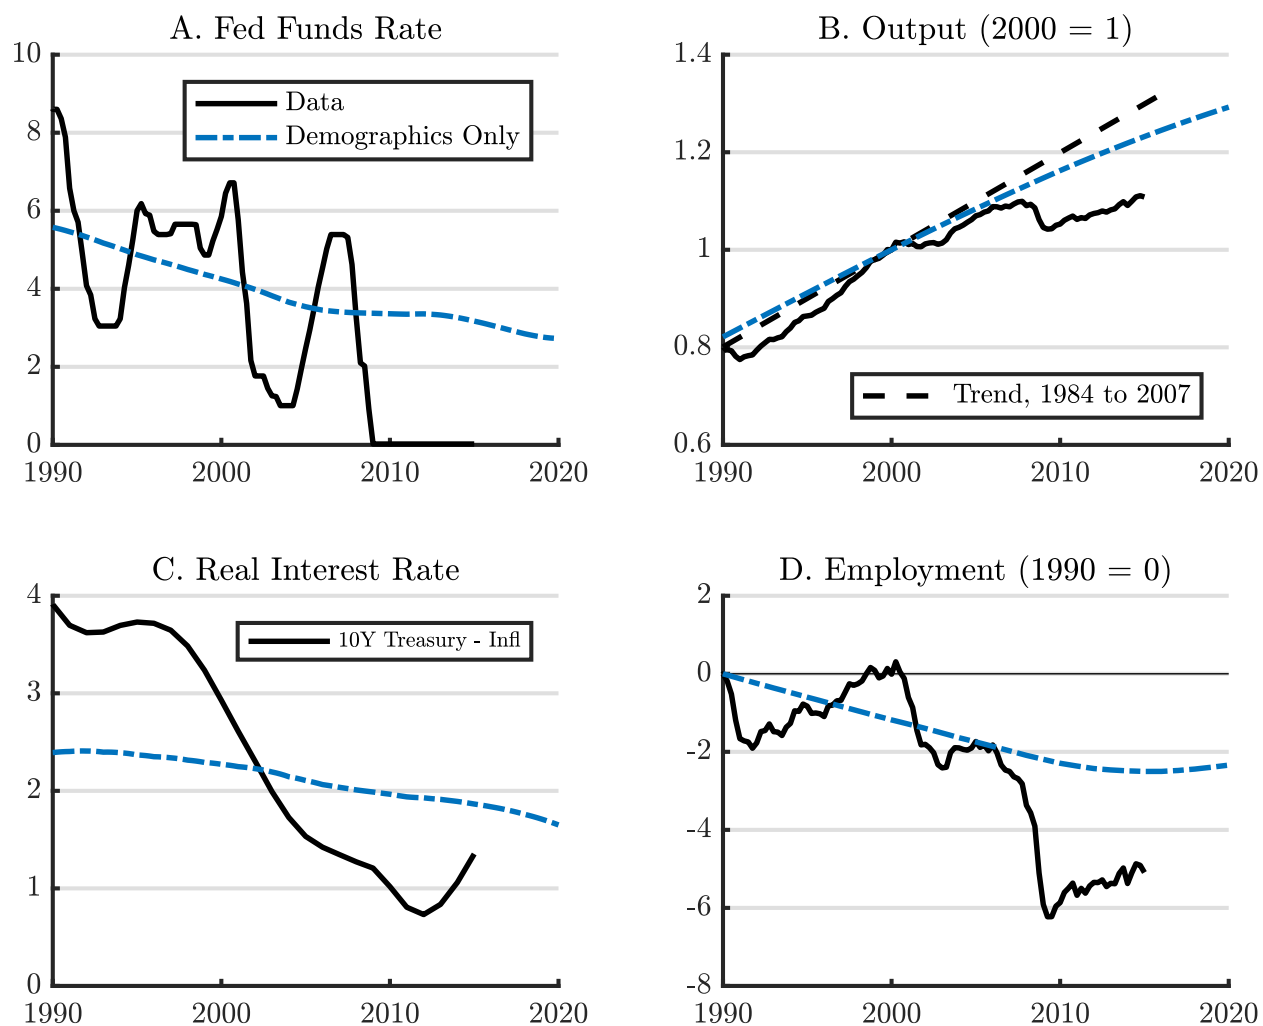 A. Fed Funds Rate
10
8
6
4
2
0
1990 2000 2010 2020
Data
Demographics Only
B. Output (2000 = 1)
1.4
1.2
1
0.8
0.6
1990 2000 2010 2020
Trend, 1984 to 2007
C. Real Interest Rate
4
3
2
1
0
1990 2000 2010 2020
10Y Treasury - Infl
D. Employment (1990 = 0)
2
0
-2
-4
-6
-8
1990 2000 2010 2020